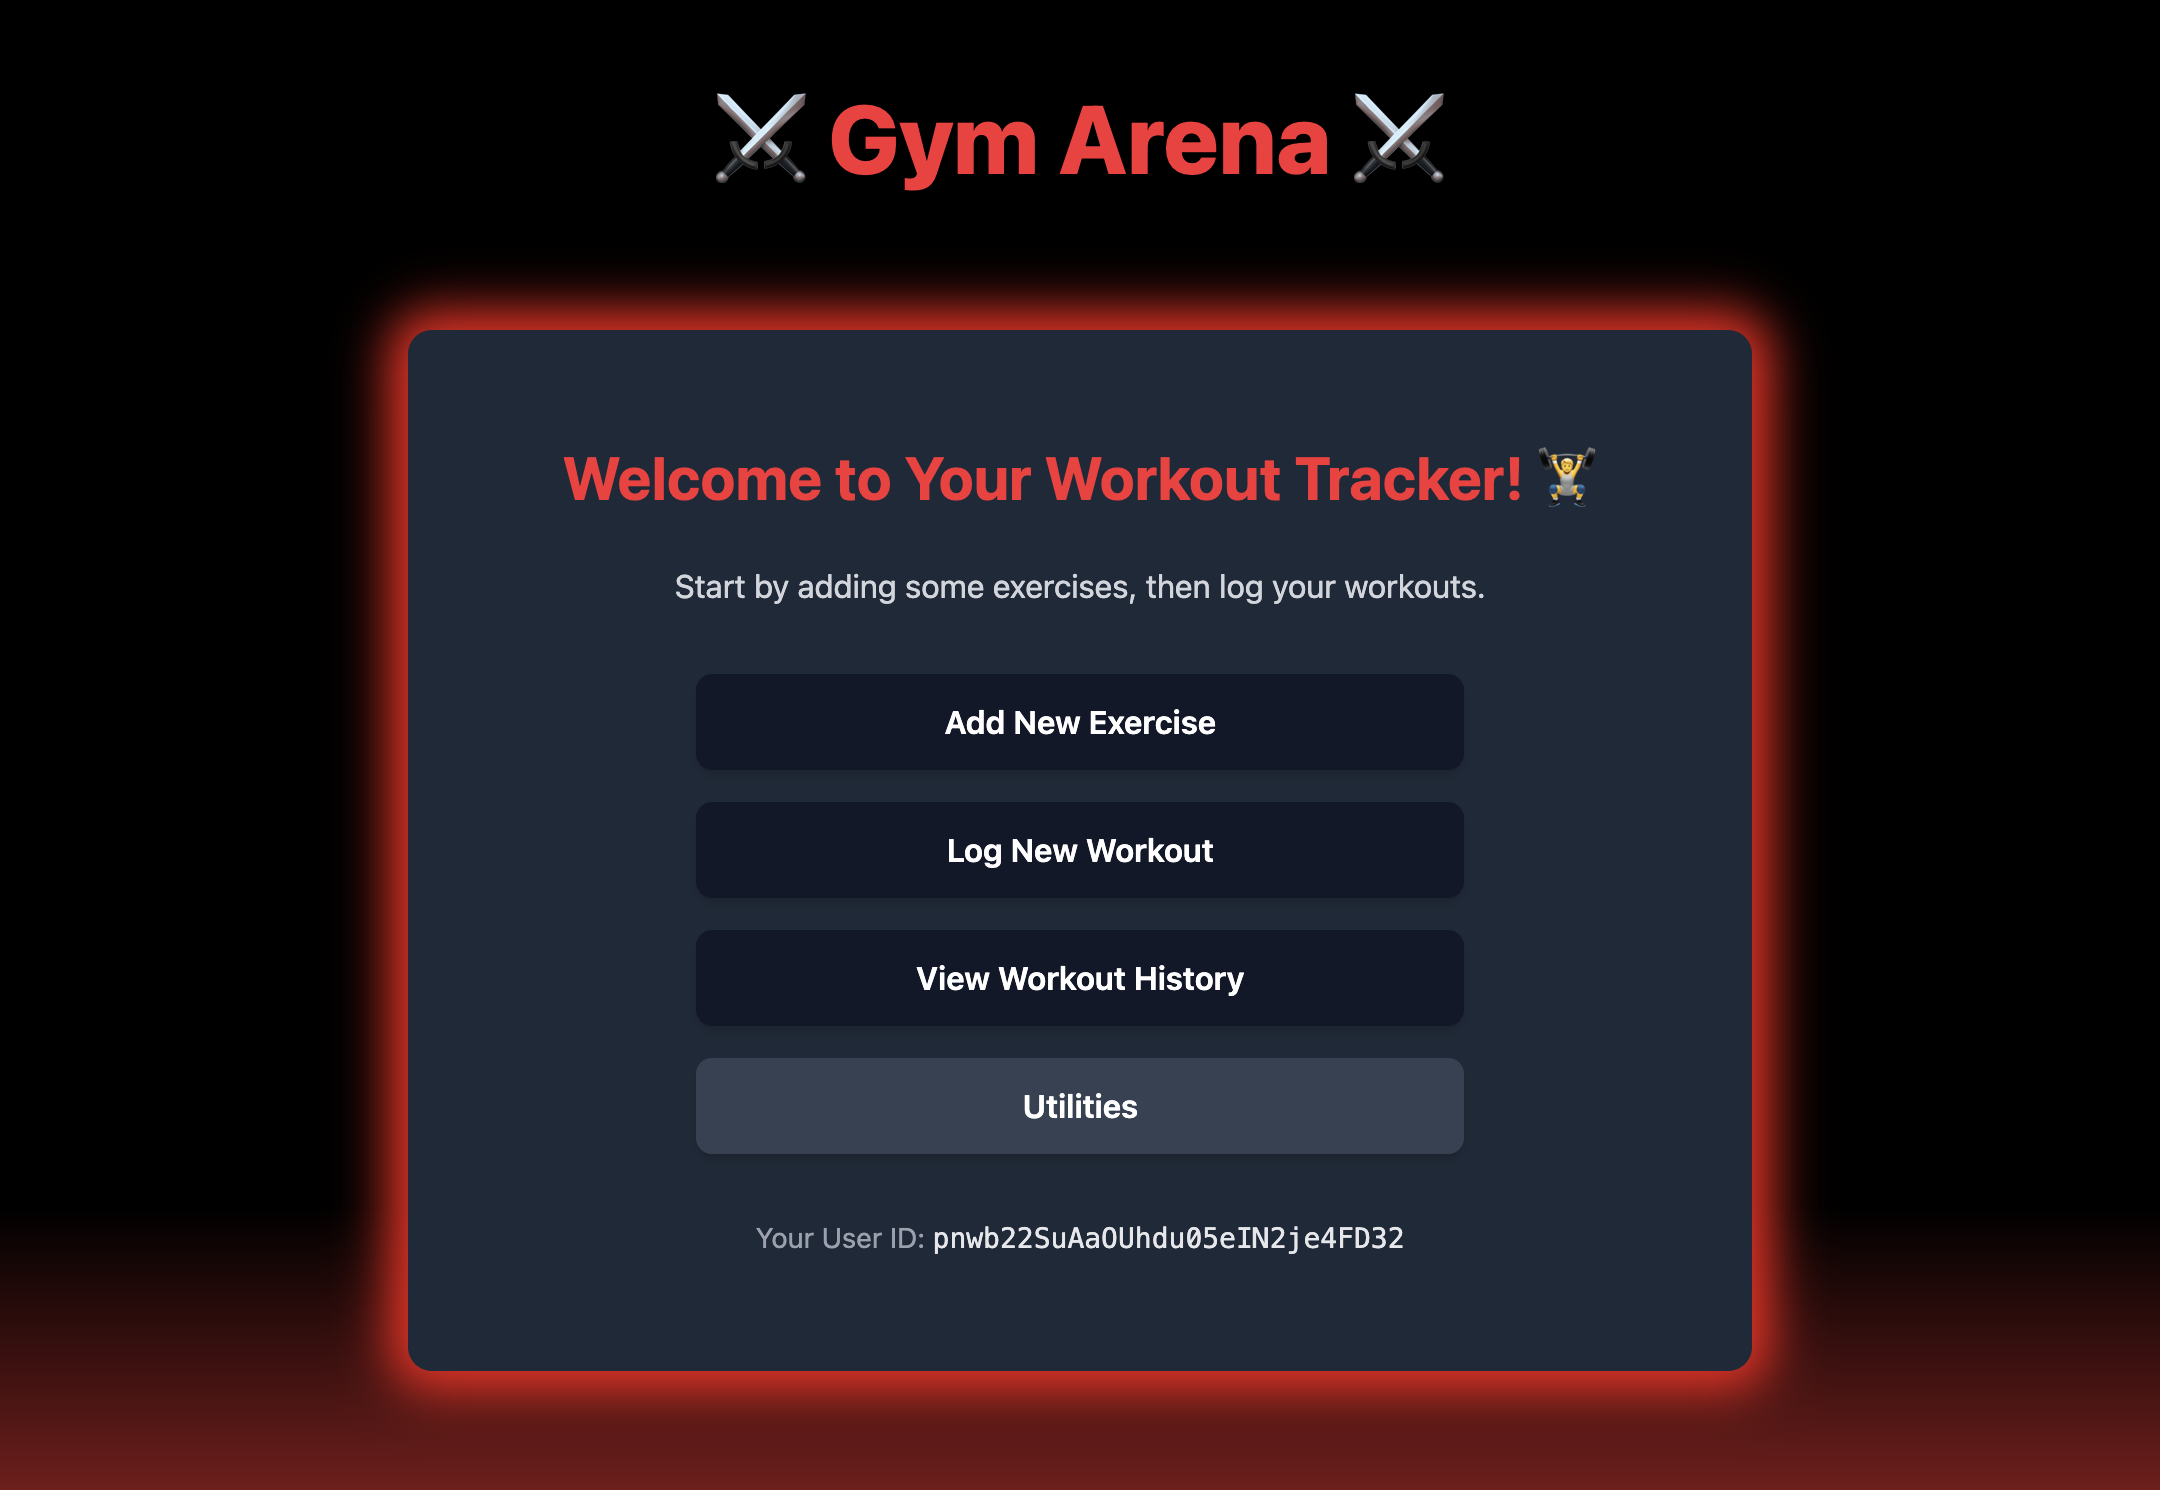 ⚔️ Gym Arena ⚔️
Welcome to Your Workout Tracker! 🏋️
Start by adding some exercises, then log your workouts.
Add New Exercise
Log New Workout
View Workout History
Utilities
Your User ID: pnwb22SuAaOUhdu05eIN2je4FD32